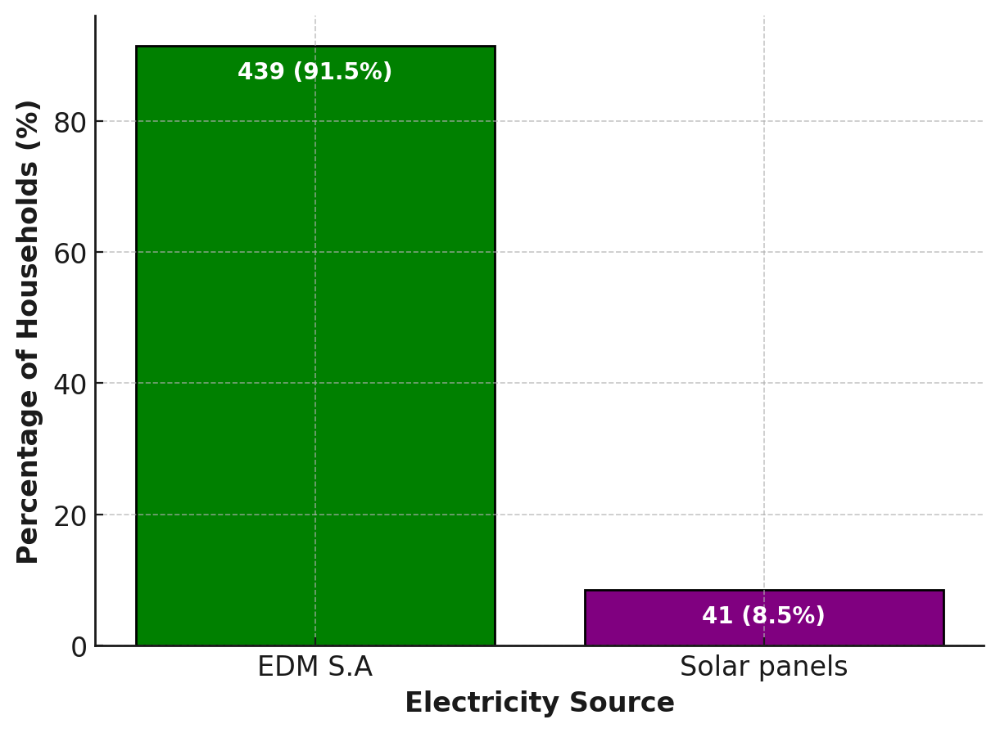 Percentage of Households (%)
80
60
40
20
0
439 (91.5%)
41 (8.5%)
EDM S.A
Solar panels
Electricity Source